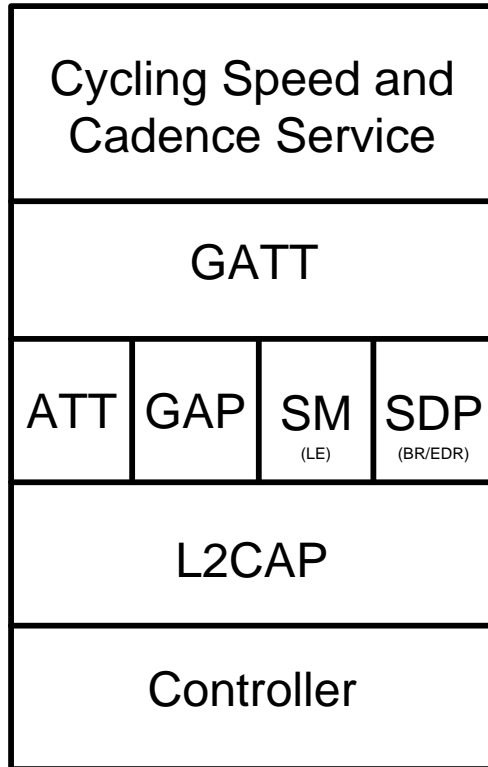 Cycling Speed and
Cadence Service
GATT
ATT GAP SM SDP
(LE) (BR/EDR)
L2CAP
Controller